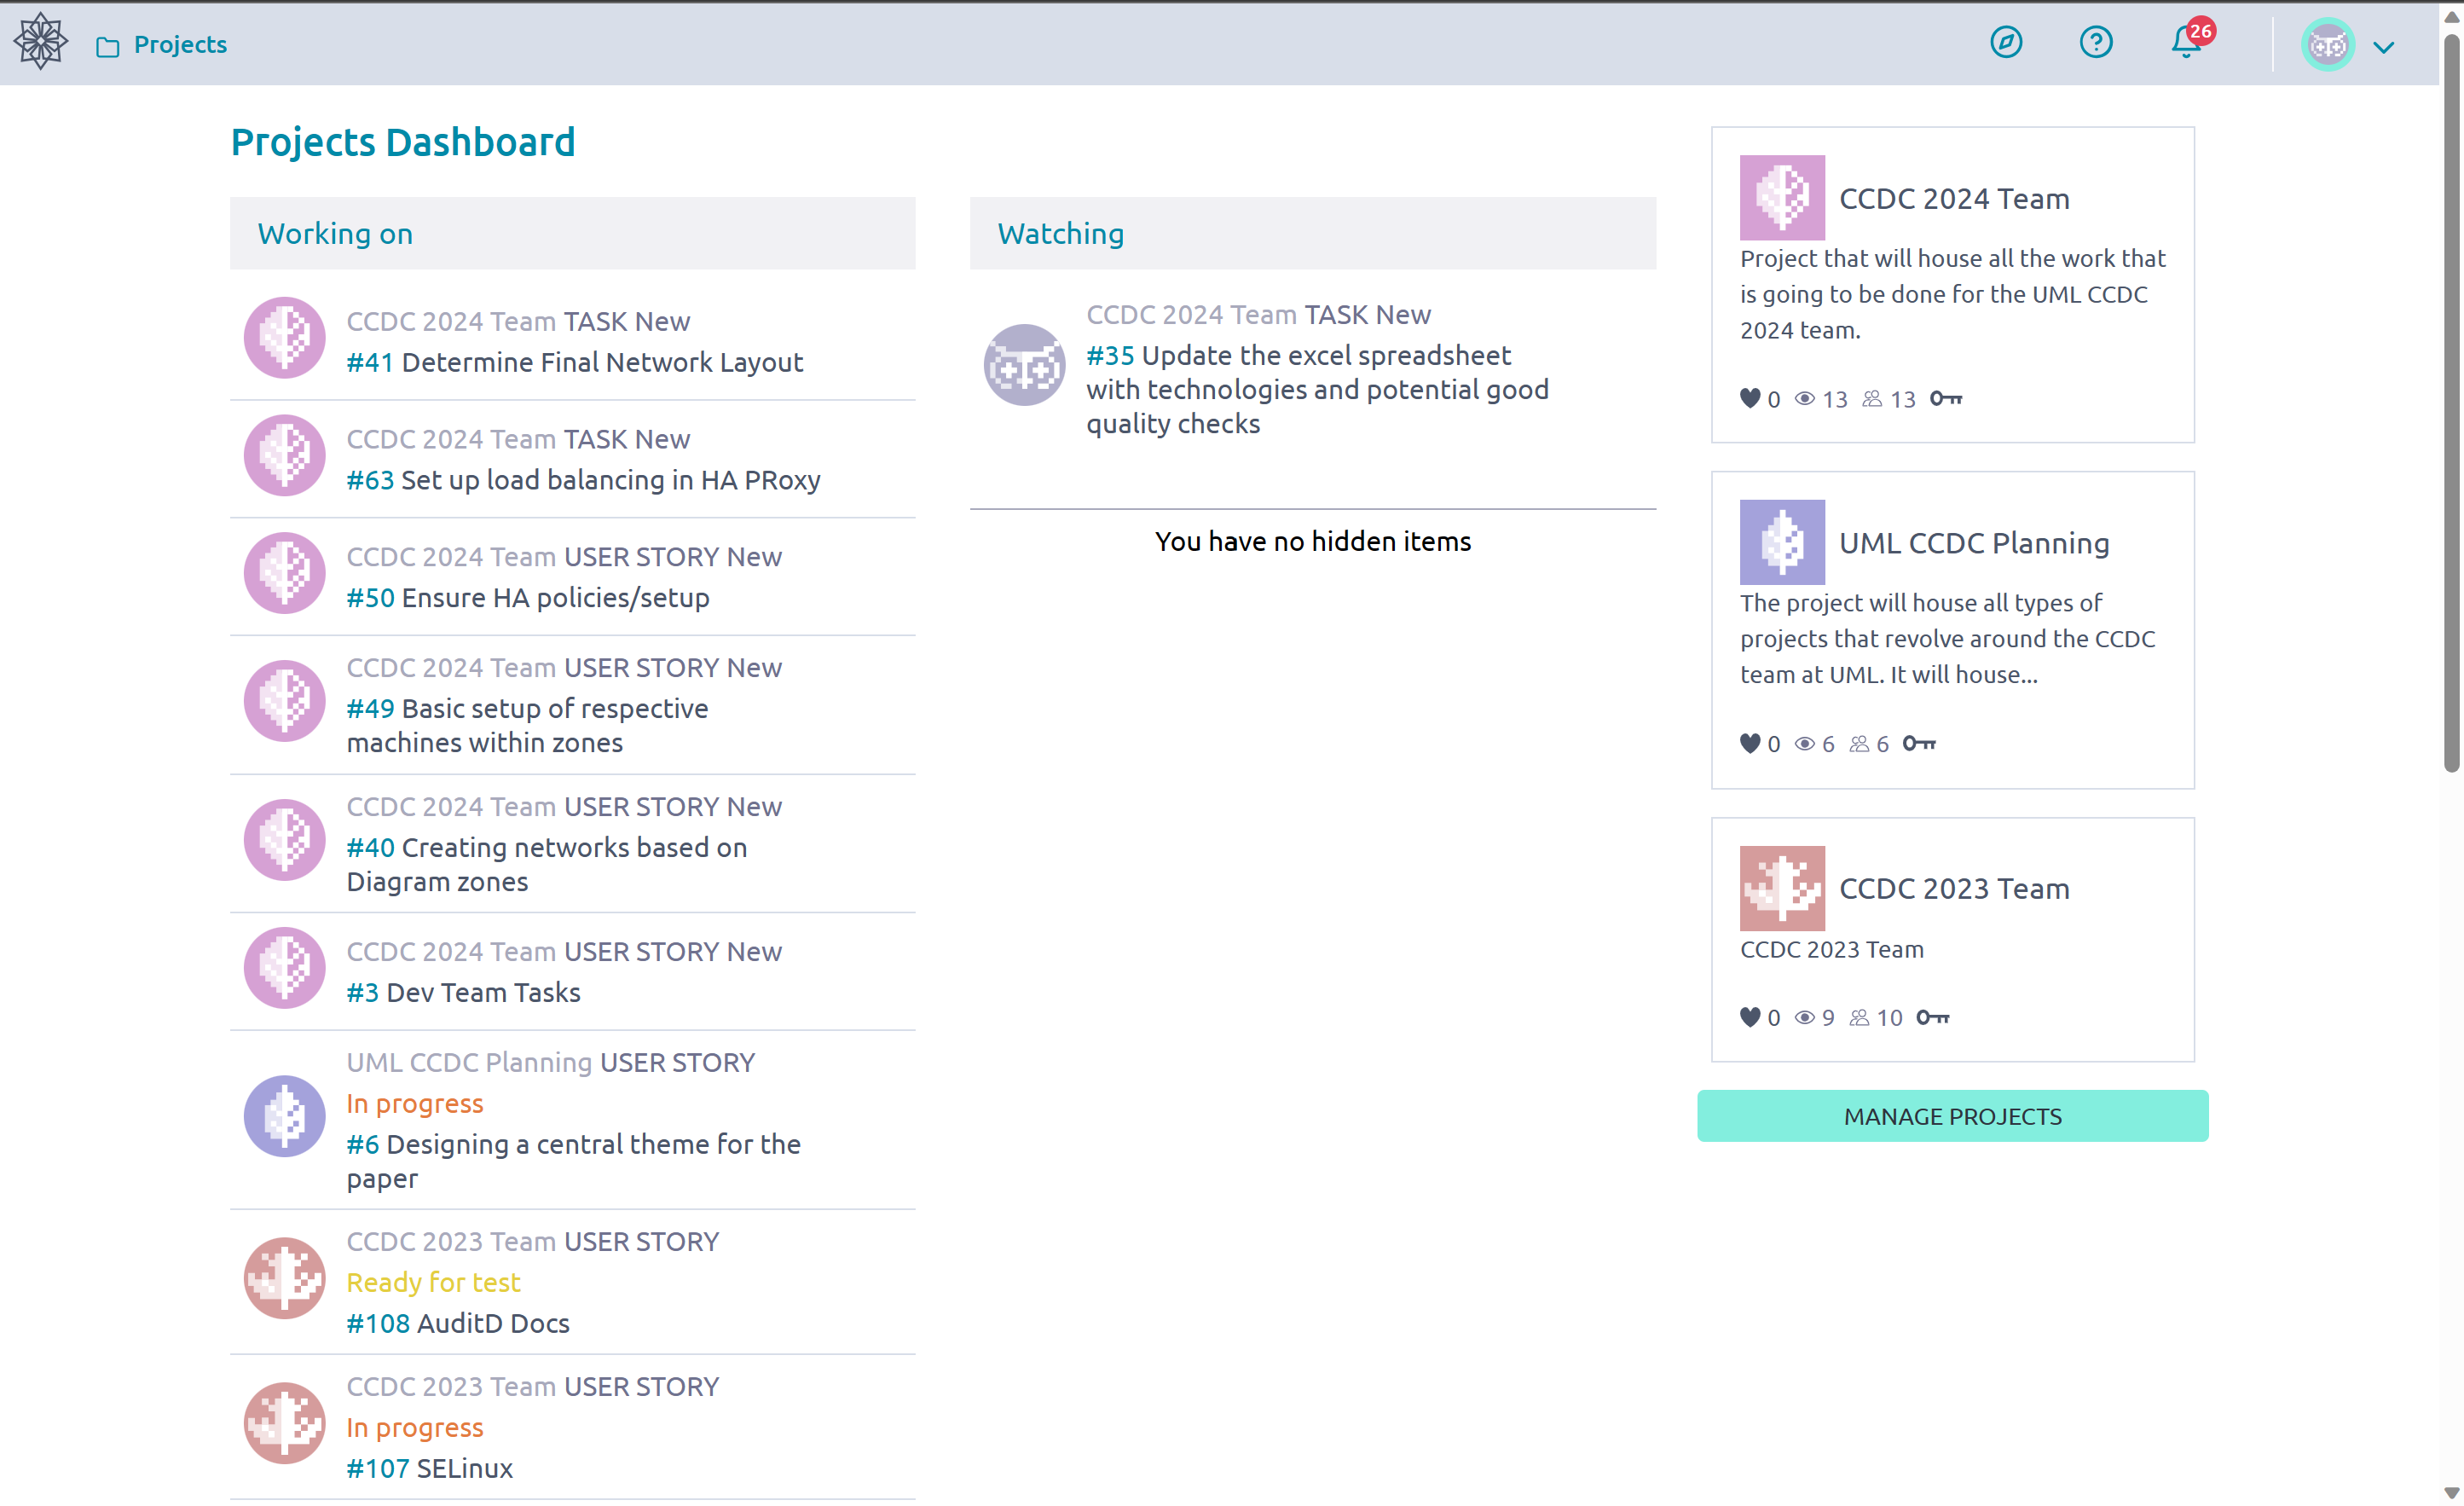 Projects
26
Projects Dashboard
Working on
CCDC 2024 Team TASK New
#41 Determine Final Network Layout
CCDC 2024 Team TASK New
#63 Set up load balancing in HA PRoxy
CCDC 2024 Team USER STORY New
#50 Ensure HA policies/setup
CCDC 2024 Team USER STORY New
#49 Basic setup of respective
machines within zones
CCDC 2024 Team USER STORY New
#40 Creating networks based on
Diagram zones
CCDC 2024 Team USER STORY New
#3 Dev Team Tasks
UML CCDC Planning USER STORY
In progress
#6 Designing a central theme for the
paper
CCDC 2023 Team USER STORY
Ready for test
#108 AuditD Docs
CCDC 2023 Team USER STORY
In progress
#107 SELinux
Watching
CCDC 2024 Team TASK New
#35 Update the excel spreadsheet
with technologies and potential good
quality checks
You have no hidden items
CCDC 2024 Team
Project that will house all the work that
is going to be done for the UML CCDC
2024 team.
0 13 13
UML CCDC Planning
The project will house all types of
projects that revolve around the CCDC
team at UML. It will house...
0 6 6
CCDC 2023 Team
CCDC 2023 Team
0 9 10
MANAGE PROJECTS